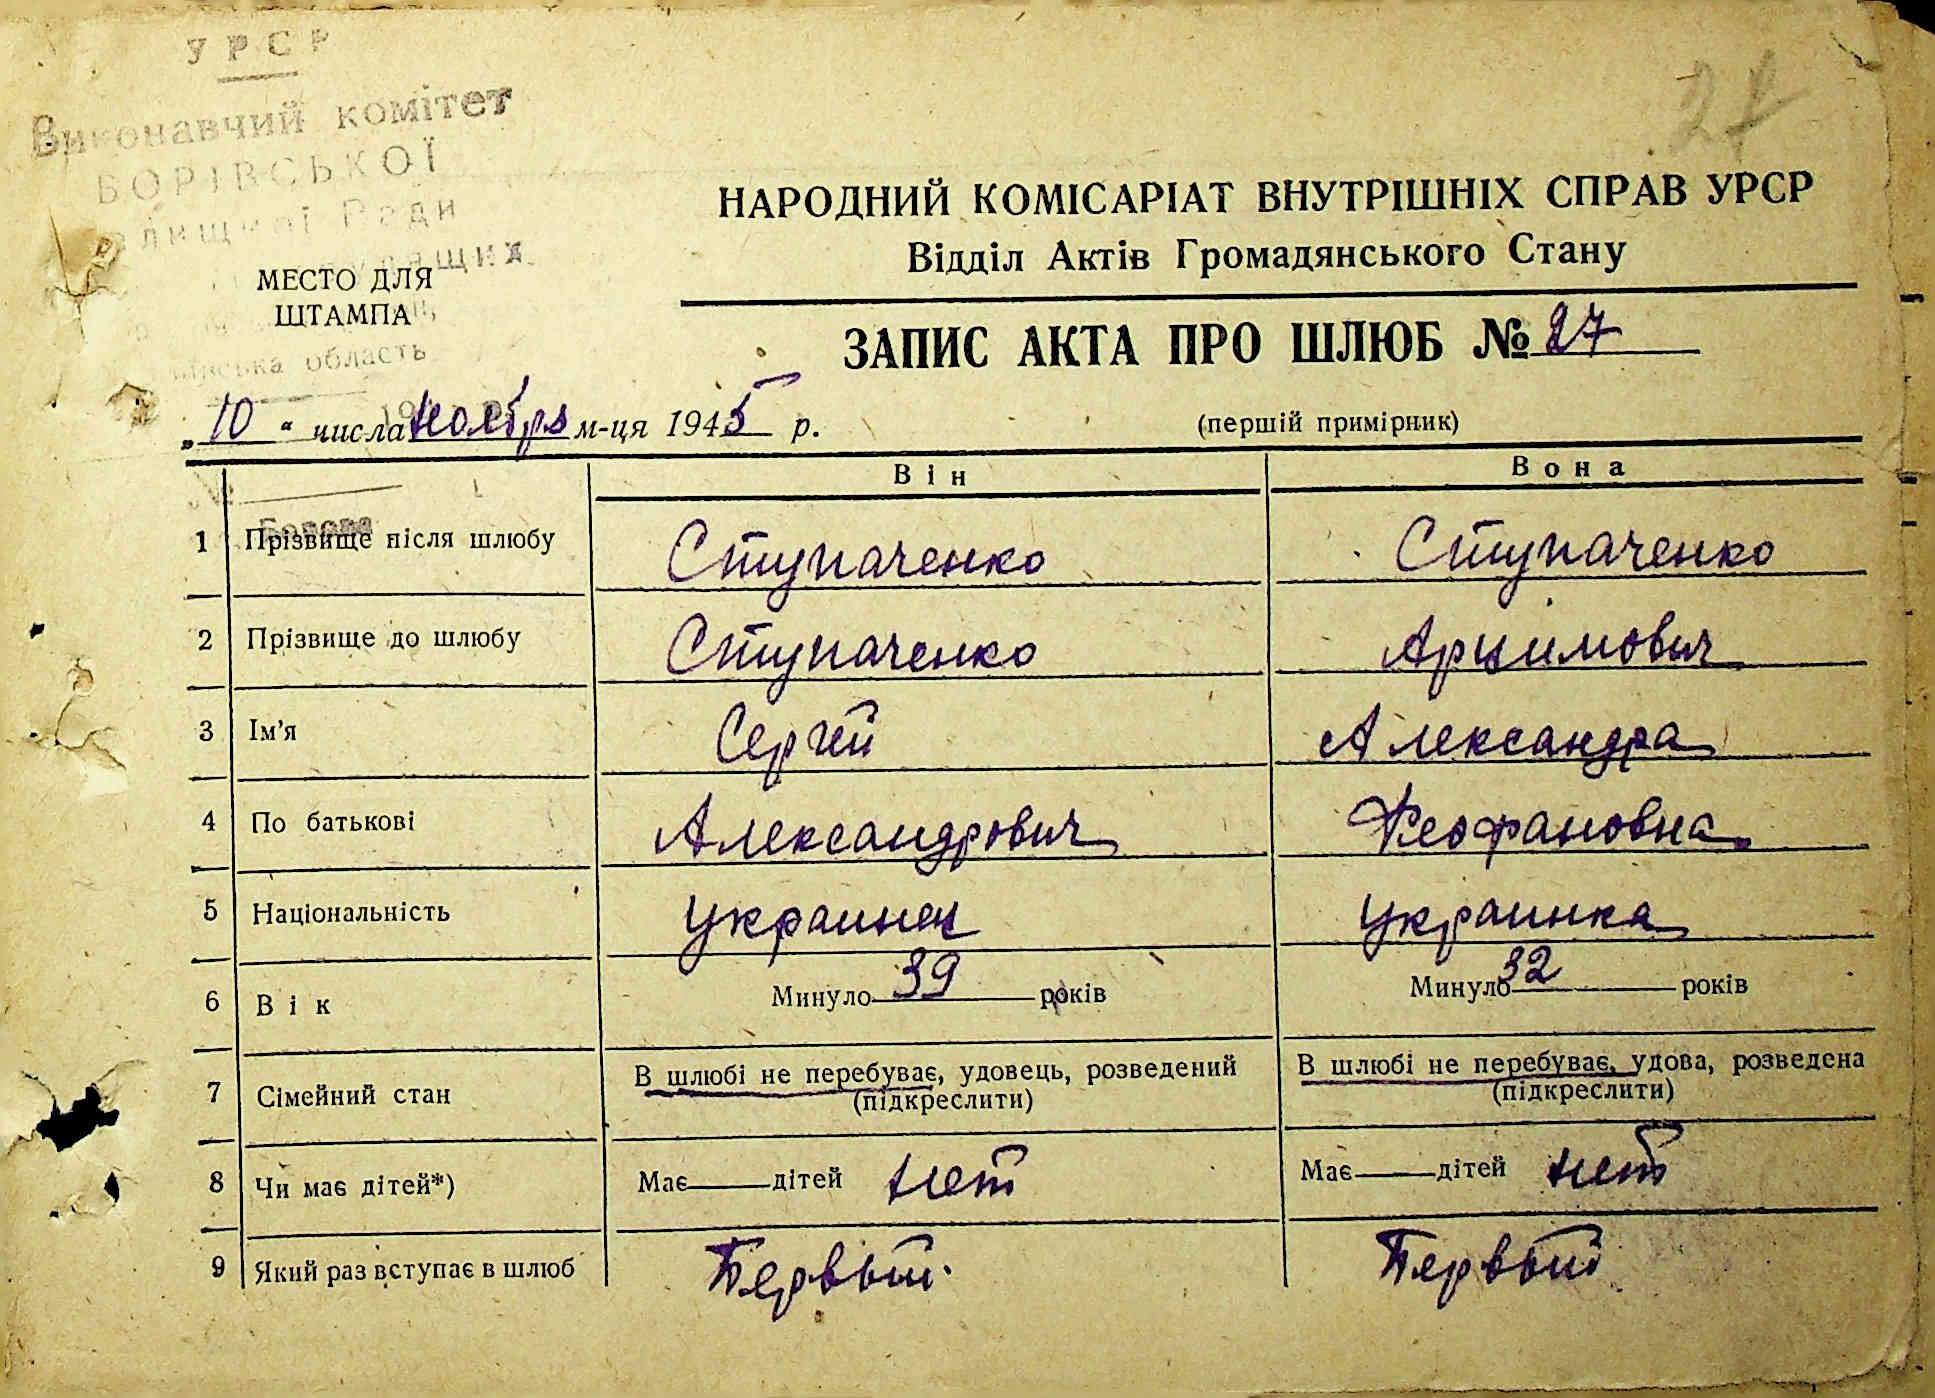 УРСР
Виконавчий комітет
БОРІВСЬКОЇ
Ради
27
НАРОДНИЙ КОМІСАРІАТ ВНУТРІШНІХ СПРАВ УРСР
Відділ Актів Громадянського Стану
МЕСТО ДЛЯ
ШТАМПА
область
ЗАПИС АКТА ПРО ШЛЮБ № 27
„10" числа ноября м-ця 1945 р.
(першій примірник)
Він Вона
1 Прізвище після шлюбу Ступаченко Ступаченко
2 Прізвище до шлюбу Ступаченко Арцимович
3 Ім'я Сергей Александра
4 По батькові Александрович Феофановна
5 Національність Украинец Украинка
6 Вік Минуло 39 років Минуло 32 років
7 Сімейний стан В шлюбі не перебуває, удовець, розведений В шлюбі не перебуває, удова, розведена
(підкреслити) (підкреслити)
8 Чи має дітей*) Має дітей нет Має дітей нет
9 Який раз вступає в шлюб Первый Первый